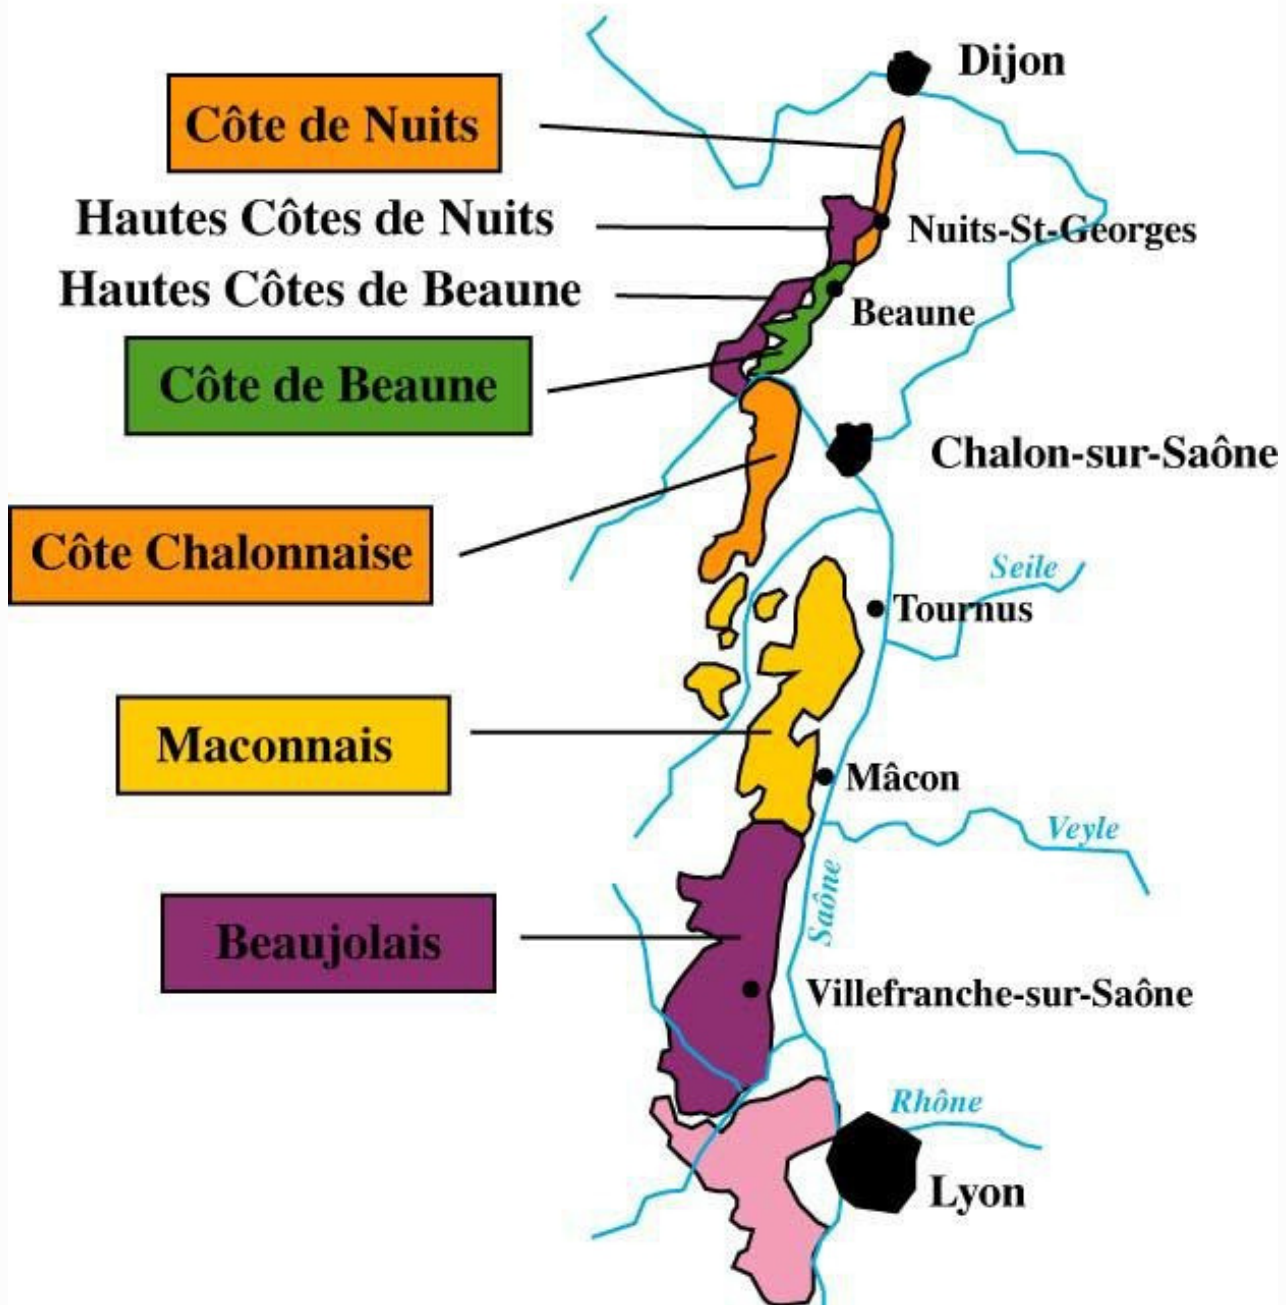 Dijon
Côte de Nuits
Hautes Côtes de Nuits
Nuits-St-Georges
Hautes Côtes de Beaune
Beaune
Côte de Beaune
Chalon-sur-Saône
Côte Chalonnaise
Seile
Tournus
Maconnais
Mâcon
Veyle
Saône
Beaujolais
Villefranche-sur-Saône
Rhône
Lyon